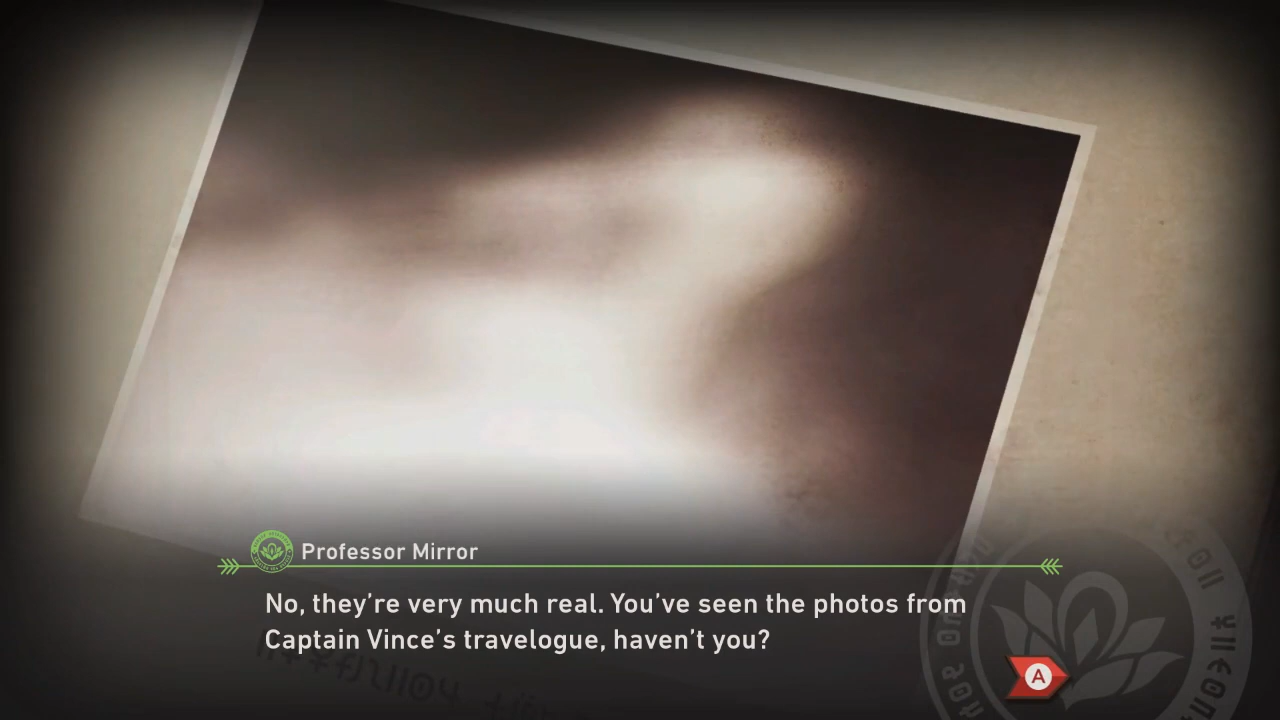 Professor Mirror
No, they’re very much real. You’ve seen the photos from
Captain Vince’s travelogue, haven’t you?
A